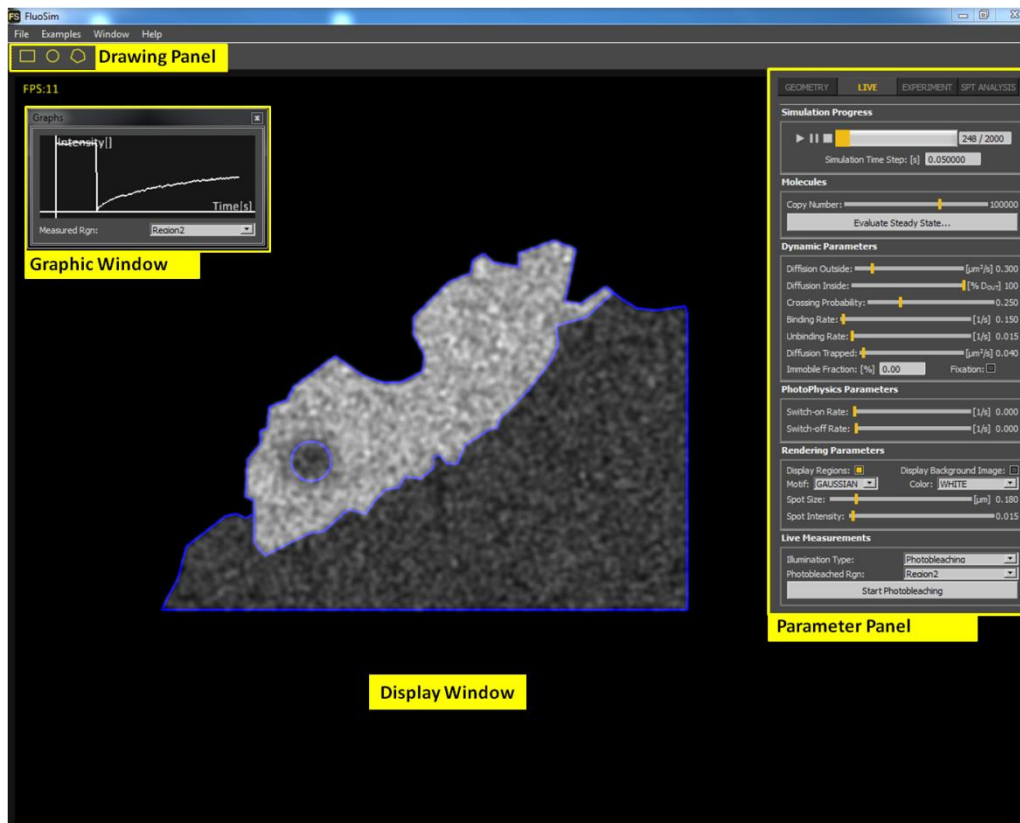 FS FluoSim
File Examples Window Help
Drawing Panel
FPS:11
Graphs
Intensity[]
Time[s]
Measured Rgn: Region2
Graphic Window
GEOMETRY LIVE EXPERIMENT SPT ANALYSIS
Simulation Progress
248 / 2000
Simulation Time Step: [s] 0.050000
Molecules
Copy Number: 100000
Evaluate Steady State...
Dynamic Parameters
Diffision Outside: [µm²/s] 0.300
Diffusion Inside: [% DOUT] 100
Crossing Probability: 0.250
Binding Rate: [1/s] 0.150
Unbinding Rate: [1/s] 0.015
Diffusion Trapped: [µm²/s] 0.040
Immobile Fraction: [%] 0.00 Fixation:
PhotoPhysics Parameters
Switch-on Rate: [1/s] 0.000
Switch-off Rate: [1/s] 0.000
Rendering Parameters
Display Regions: Display Background Image:
Motif: GAUSSIAN Color: WHITE
Spot Size: [µm] 0.180
Spot Intensity: 0.015
Live Measurements
Illumination Type: Photobleaching
Photobleached Rgn: Region2
Start Photobleaching
Parameter Panel
Display Window